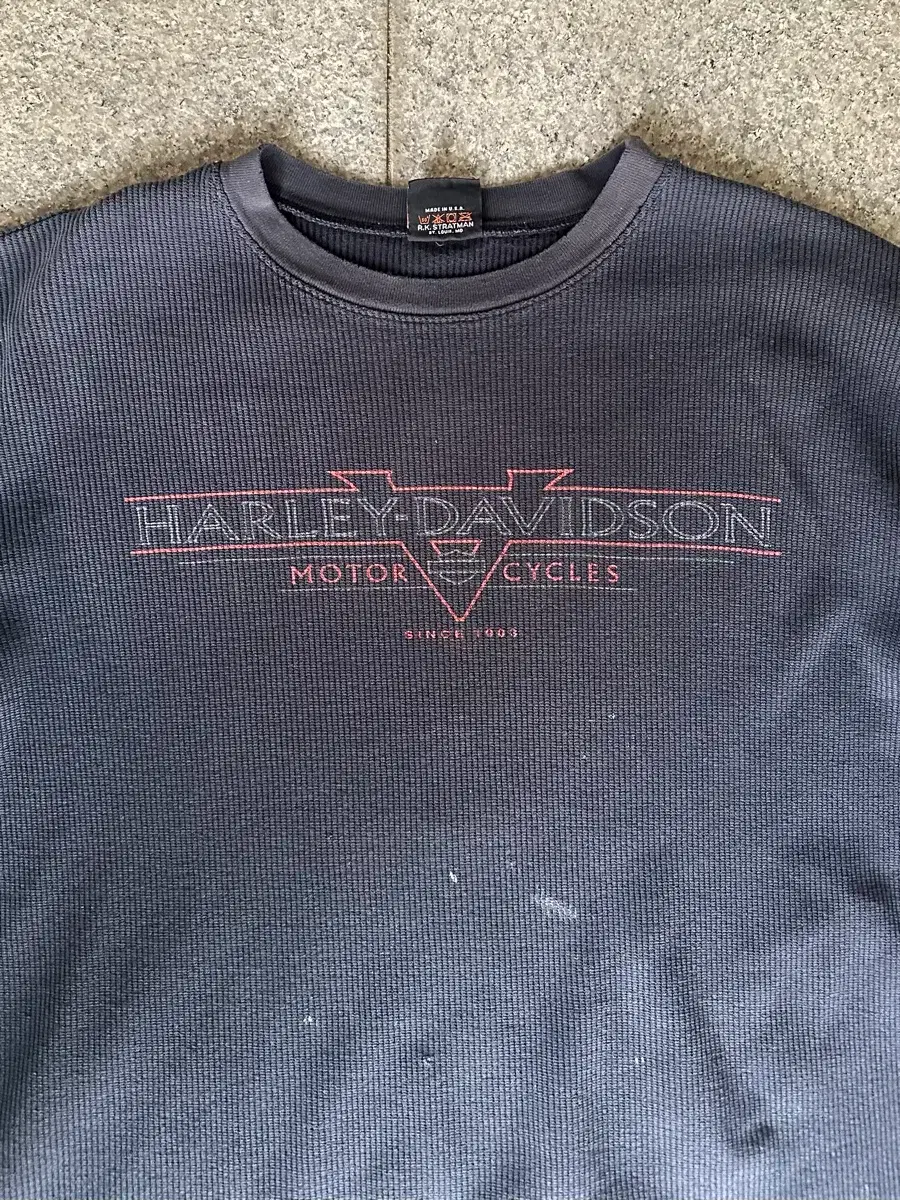 MADE IN U.S.A.
R.K. STRATMAN
ST. LOUIS, MO
HARLEY-DAVIDSON
MOTOR CYCLES
SINCE 1903